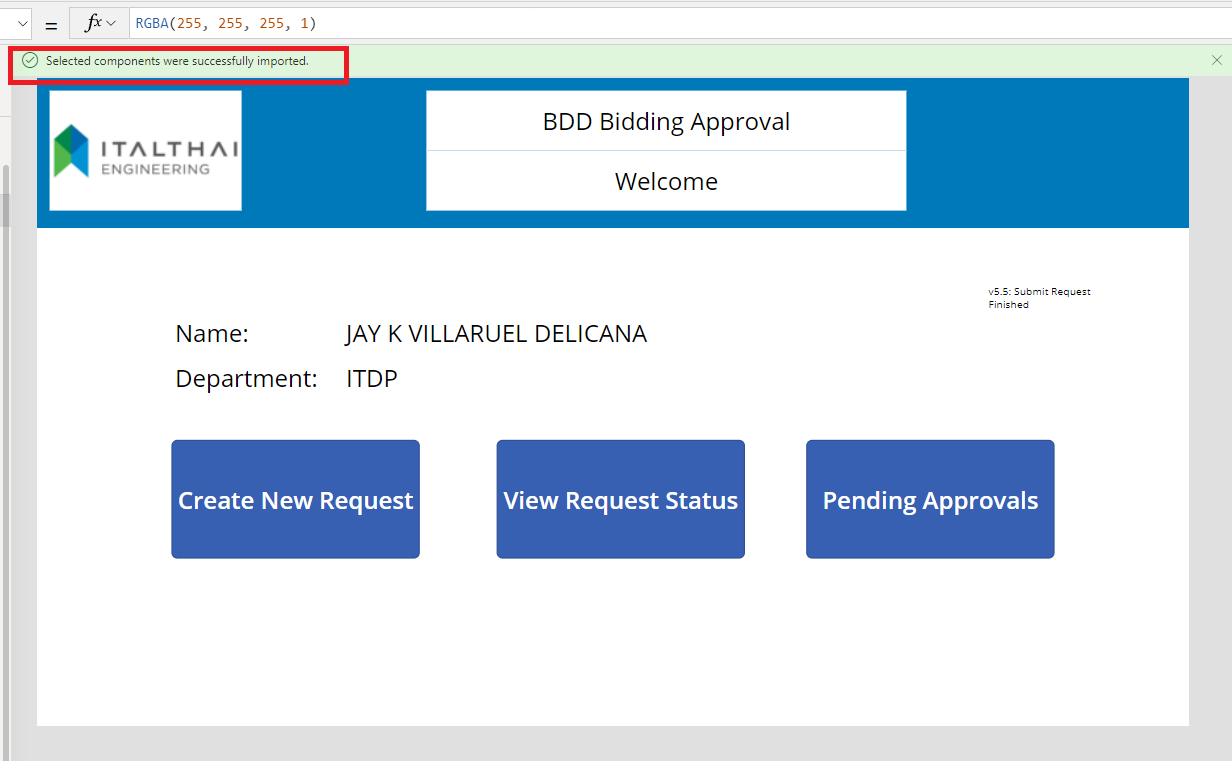 = fx RGBA(255, 255, 255, 1)
Selected components were successfully imported.
ITALTHAI
ENGINEERING
BDD Bidding Approval
Welcome
v5.5: Submit Request
Finished
Name: JAY K VILLARUEL DELICANA
Department: ITDP
Create New Request
View Request Status
Pending Approvals